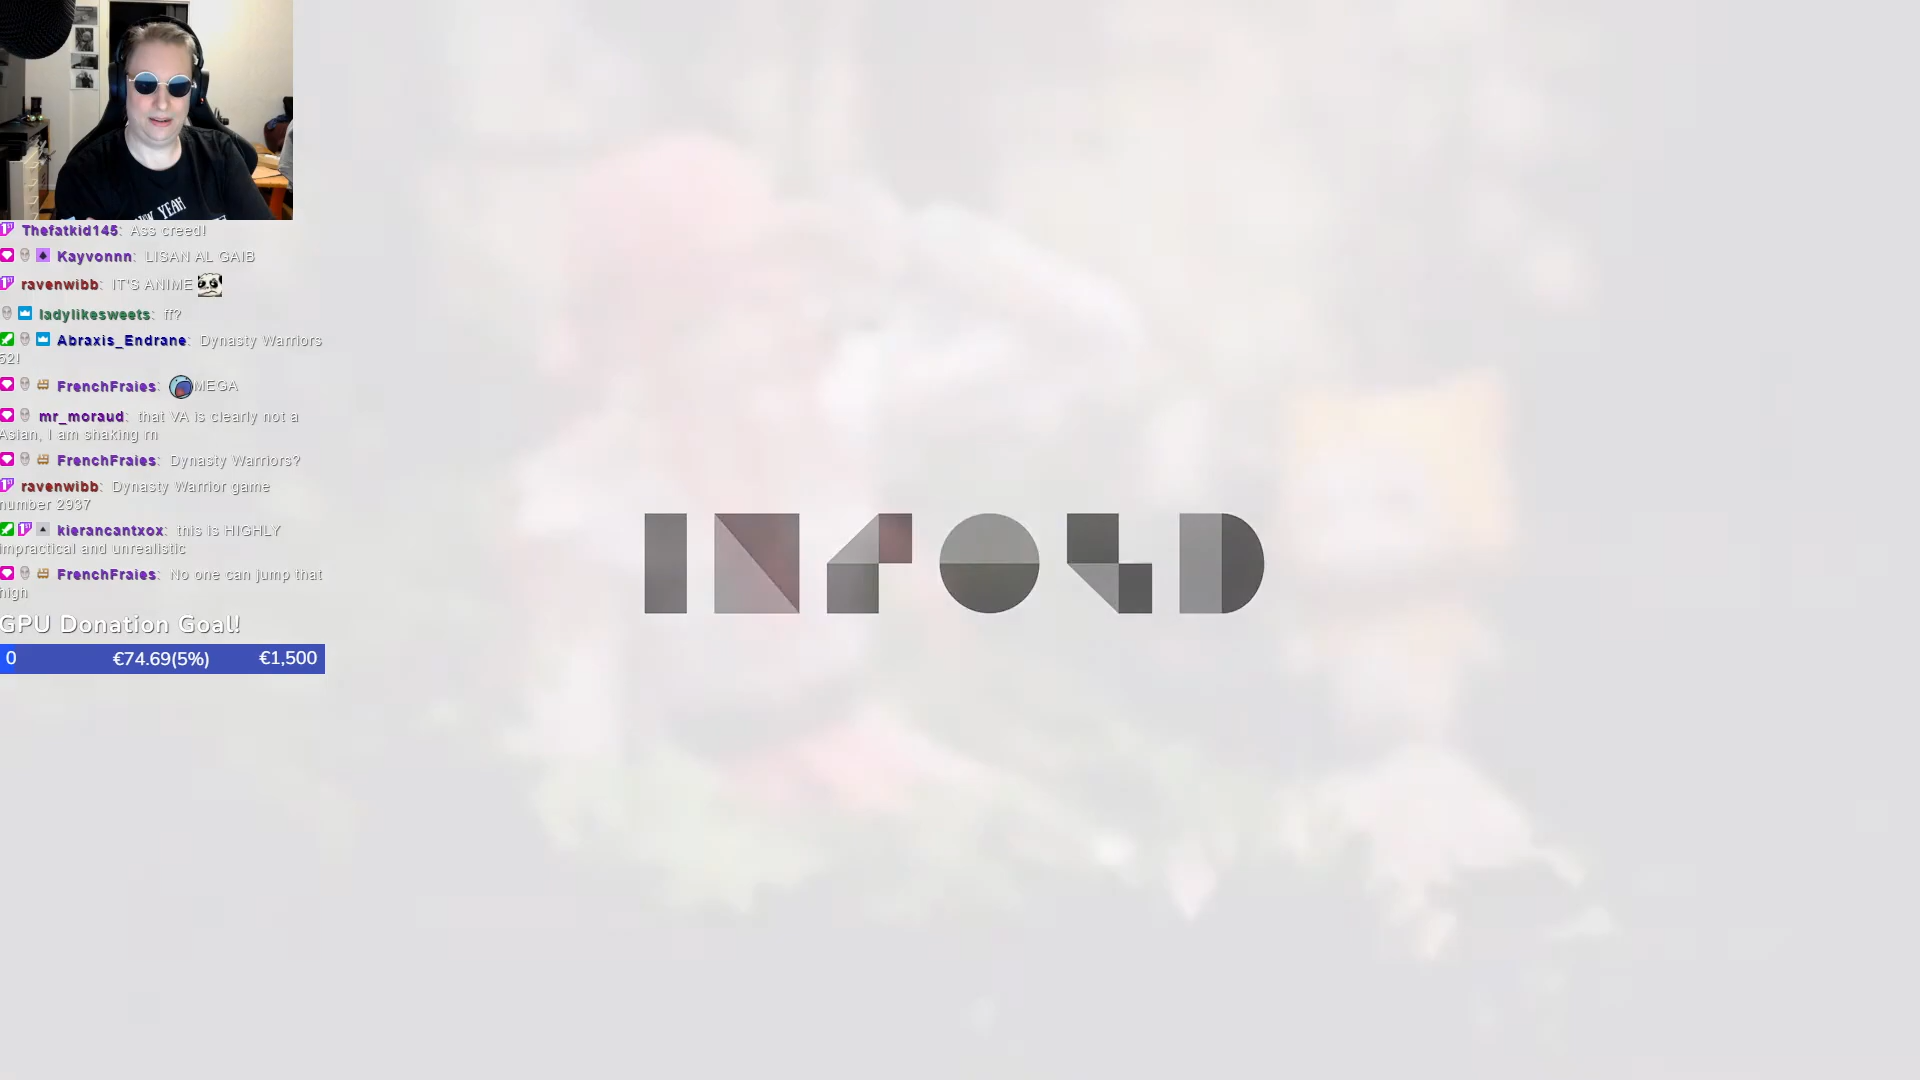 NOW YEAH
Thefatkid145: Ass creed!
Kayvonnn: LISAN AL GAIB
ravenwibb: IT'S ANIME
ladylikesweets: ff?
Abraxis_Endrane: Dynasty Warriors
52!
FrenchFraies: MEGA
mr_moraud: that VA is clearly not a
Asian, I am shaking rn
FrenchFraies: Dynasty Warriors?
ravenwibb: Dynasty Warrior game
number 2937
kierancantxox: this is HIGHLY
impractical and unrealistic
FrenchFraies: No one can jump that
high
INFOLD
GPU Donation Goal!
0 €74.69(5%) €1,500